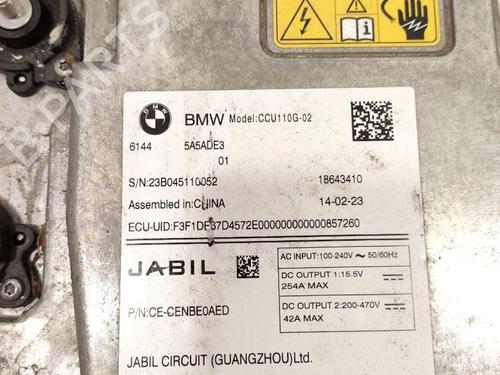 B-PARTS
BMW Model:CCU110G-02
6144 5A5ADE3
01
S/N:23B045110052 18643410
Assembled in:CHINA 14-02-23
ECU-UID:F3F1DF67D4572E000000000000857260
JABIL
AC INPUT:100-240V ~ 50/60Hz
DC OUTPUT 1:15.5V
254A MAX
P/N:CE-CENBE0AED
DC OUTPUT 2:200-470V
42A MAX
JABIL CIRCUIT (GUANGZHOU)Ltd.